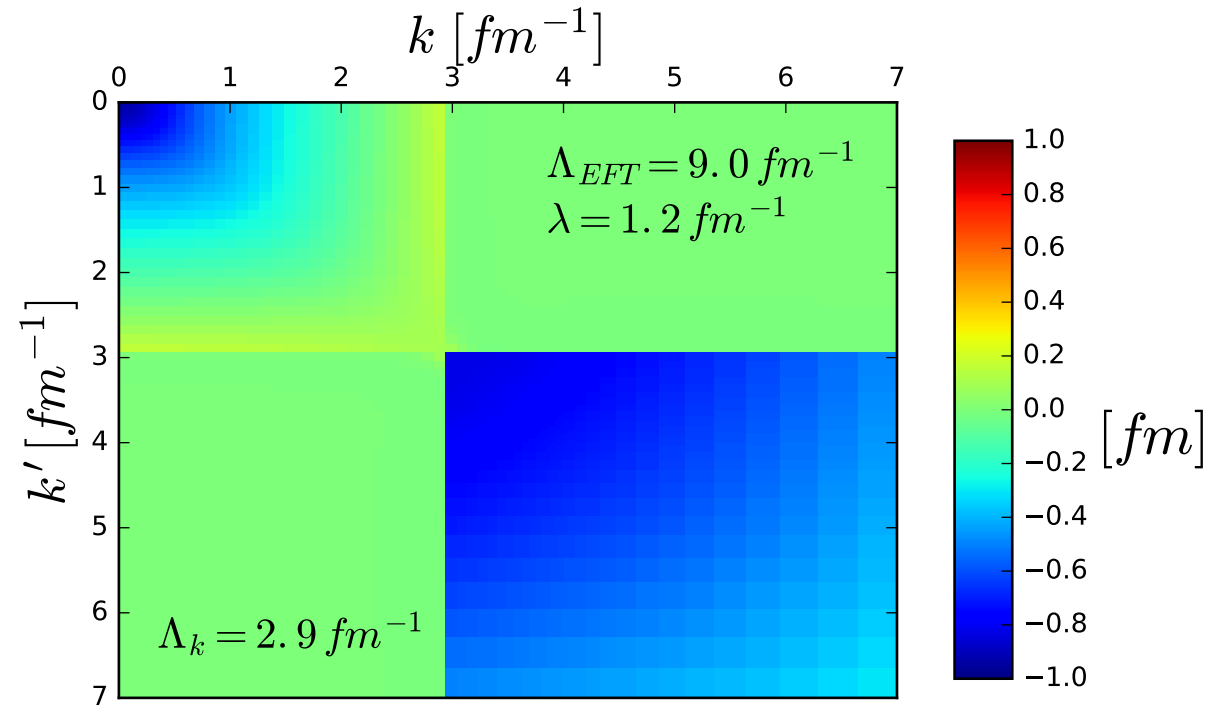 k [fm⁻¹]
0 1 2 3 4 5 6 7
k′ [fm⁻¹]
0
1
2
3
4
5
6
7
Λ_EFT = 9.0 fm⁻¹
λ = 1.2 fm⁻¹
Λ_k = 2.9 fm⁻¹
1.0
0.8
0.6
0.4
0.2
0.0
−0.2
−0.4
−0.6
−0.8
−1.0
[fm]